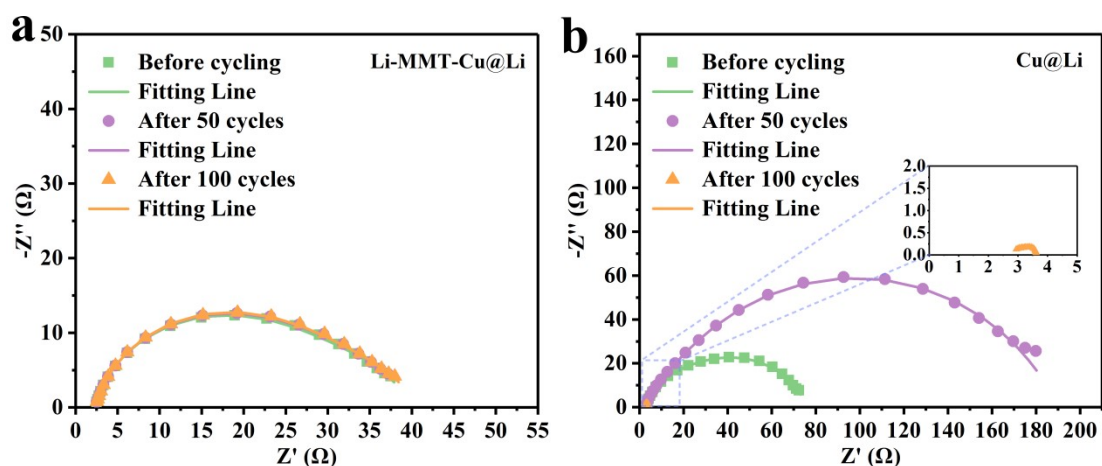 a
50
40
30
20
10
0
-Z'' (Ω)
Before cycling
Fitting Line
After 50 cycles
Fitting Line
After 100 cycles
Fitting Line
Li-MMT-Cu@Li
0 5 10 15 20 25 30 35 40 45 50 55
Z' (Ω)
b
160
140
120
100
80
60
40
20
0
-Z'' (Ω)
Before cycling
Fitting Line
After 50 cycles
Fitting Line
After 100 cycles
Fitting Line
Cu@Li
2.0
1.5
1.0
0.5
0.0
0 1 2 3 4 5
0 20 40 60 80 100 120 140 160 180 200
Z' (Ω)